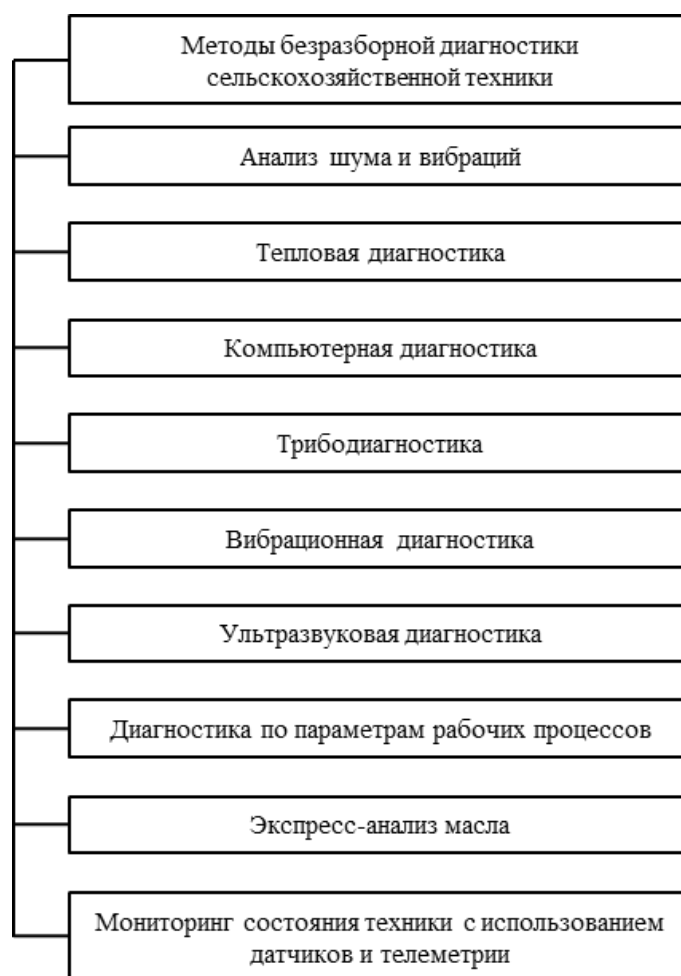 Методы безразборной диагностики
сельскохозяйственной техники
Анализ шума и вибраций
Тепловая диагностика
Компьютерная диагностика
Трибодиагностика
Вибрационная диагностика
Ультразвуковая диагностика
Диагностика по параметрам рабочих процессов
Экспресс-анализ масла
Мониторинг состояния техники с использованием
датчиков и телеметрии